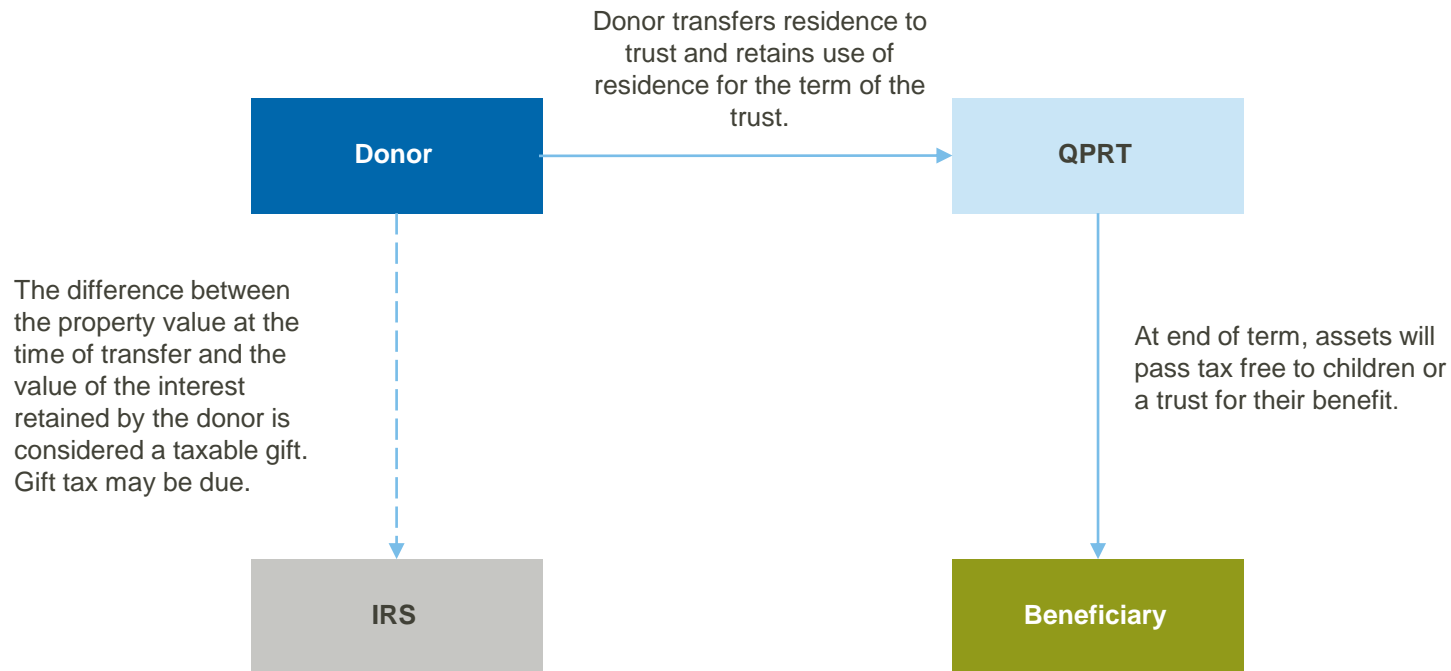 Donor transfers residence to
trust and retains use of
residence for the term of the
trust.
Donor
QPRT
The difference between
the property value at the
time of transfer and the
value of the interest
retained by the donor is
considered a taxable gift.
Gift tax may be due.
At end of term, assets will
pass tax free to children or
a trust for their benefit.
IRS
Beneficiary